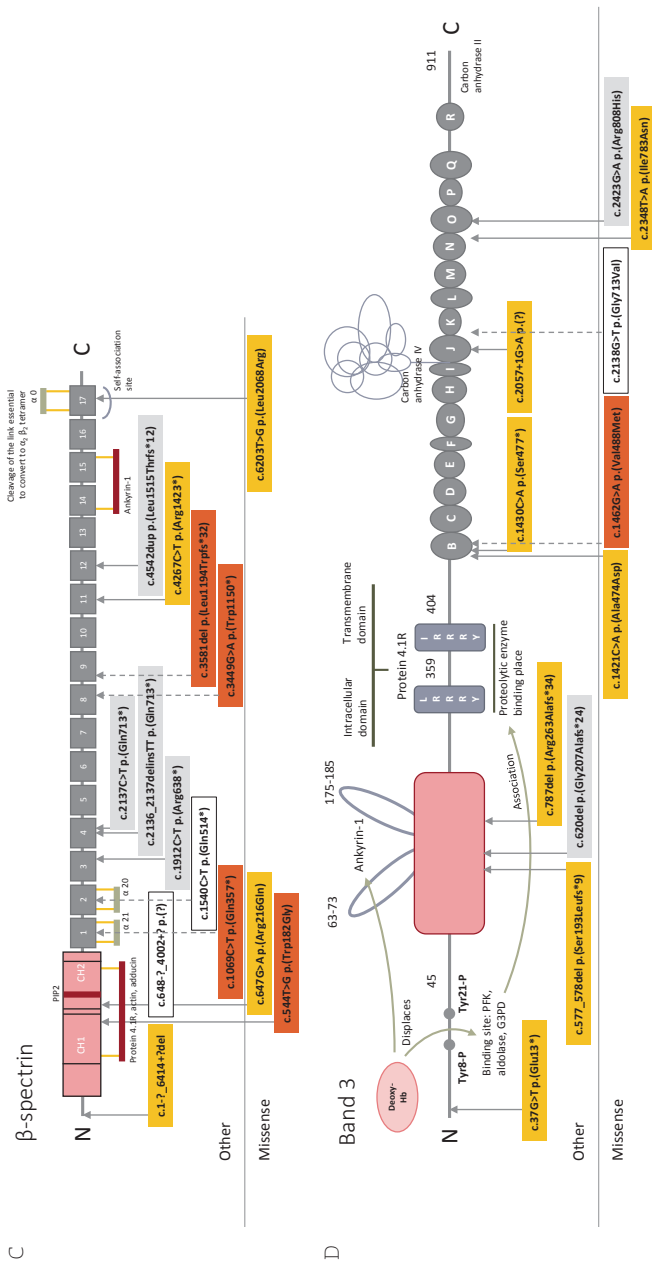 C
β-spectrin
Cleavage of the link essential
to convert to α₂ β₂ tetramer
α 0
PIP2
N
CH1
CH2
1
2
3
4
5
6
7
8
9
10
11
12
13
14
15
16
17
C
Protein 4.1R, actin, adducin
α 21
α 20
Ankyrin-1
Self-association
site
c.1-?_6414+?del
c.648-?_4002+? p.(?)
c.1540C>T p.(Gln514*)
c.1912C>T p.(Arg638*)
c.2136_2137delinsTT p.(Gln713*)
c.2137C>T p.(Gln713*)
c.4542dup p.(Leu1515Thrfs*12)
c.4267C>T p.(Arg1423*)
c.3581del p.(Leu1194Trpfs*32)
c.3449G>A p.(Trp1150*)
c.1069C>T p.(Gln357*)
Other
Missense
c.647G>A p.(Arg216Gln)
c.544T>G p.(Trp182Gly)
c.6203T>G p.(Leu2068Arg)
D
Band 3
Deoxy-
Hb
Displaces
63-73
175-185
Ankyrin-1
Intracellular
domain
Transmembrane
domain
Protein 4.1R
N
Tyr8-P
Tyr21-P
45
359
404
911
L
R
R
R
Y
I
R
R
R
Y
B
C
D
E
F
G
H
I
J
K
L
M
N
O
P
Q
R
C
Carbon anhydrase IV
Carbon
anhydrase II
Binding site: PFK,
aldolase, G3PD
Association
Proteolytic enzyme
binding place
c.37G>T p.(Glu13*)
c.577_578del p.(Ser193Leufs*9)
c.620del p.(Gly207Alafs*24)
c.787del p.(Arg263Alafs*34)
c.1430C>A p.(Ser477*)
c.2057+1G>A p.(?)
Other
Missense
c.1421C>A p.(Ala474Asp)
c.1462G>A p.(Val488Met)
c.2138G>T p.(Gly713Val)
c.2423G>A p.(Arg808His)
c.2348T>A p.(Ile783Asn)